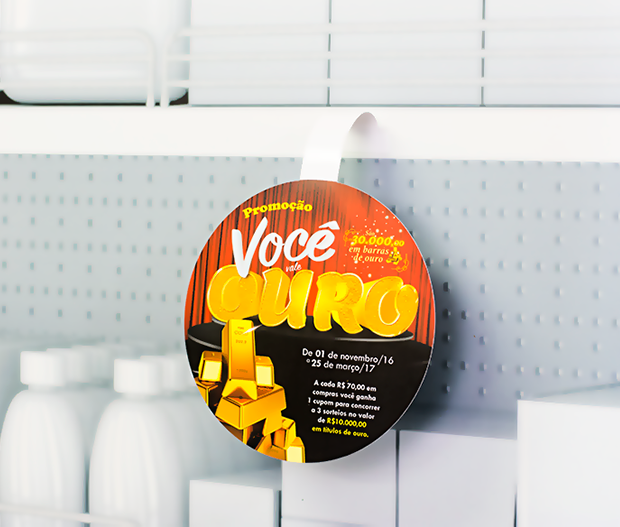 Promoção
Você
vale
OURO
São
30.000,00
em barras
de ouro
De 01 de novembro/16
a 25 de março/17
A cada R$ 70,00 em
compras você ganha
1 cupom para concorrer
a 3 sorteios no valor
de R$10.000,00
em títulos de ouro.